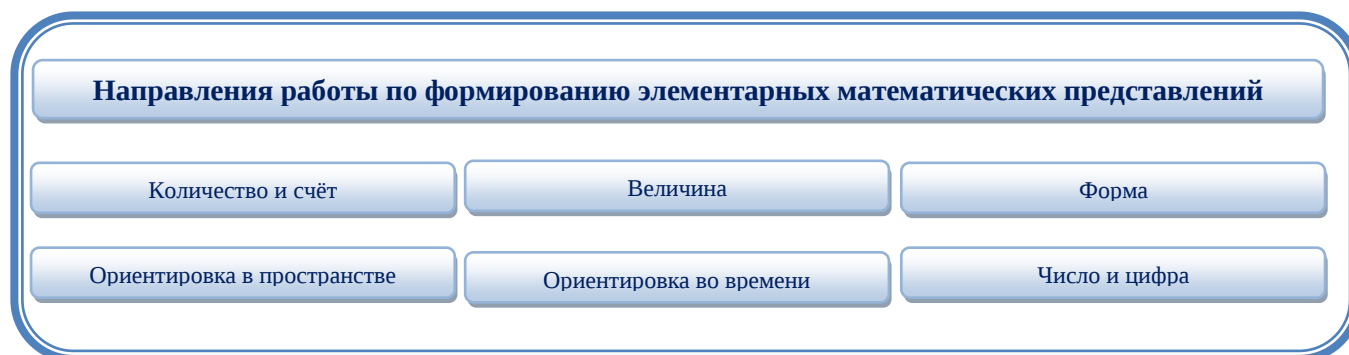 Направления работы по формированию элементарных математических представлений
Количество и счёт
Величина
Форма
Ориентировка в пространстве
Ориентировка во времени
Число и цифра